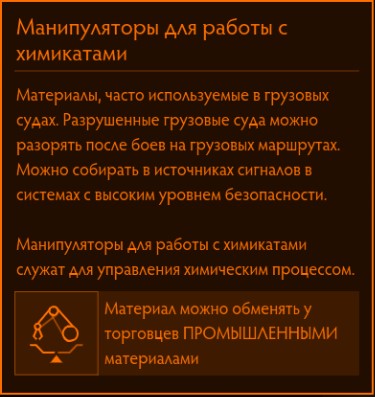 Манипуляторы для работы с
химикатами
Материалы, часто используемые в грузовых
судах. Разрушенные грузовые суда можно
разорять после боев на грузовых маршрутах.
Можно собирать в источниках сигналов в
системах с высоким уровнем безопасности.
Манипуляторы для работы с химикатами
служат для управления химическим процессом.
Материал можно обменять у
торговцев ПРОМЫШЛЕННЫМИ
материалами